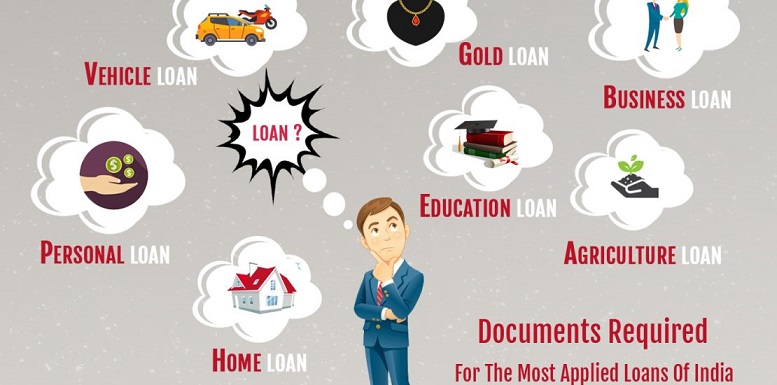 Vehicle Loan
Gold Loan
Business Loan
LOAN ?
Personal Loan
Education Loan
Agriculture Loan
Home Loan
Documents Required
For The Most Applied Loans Of India